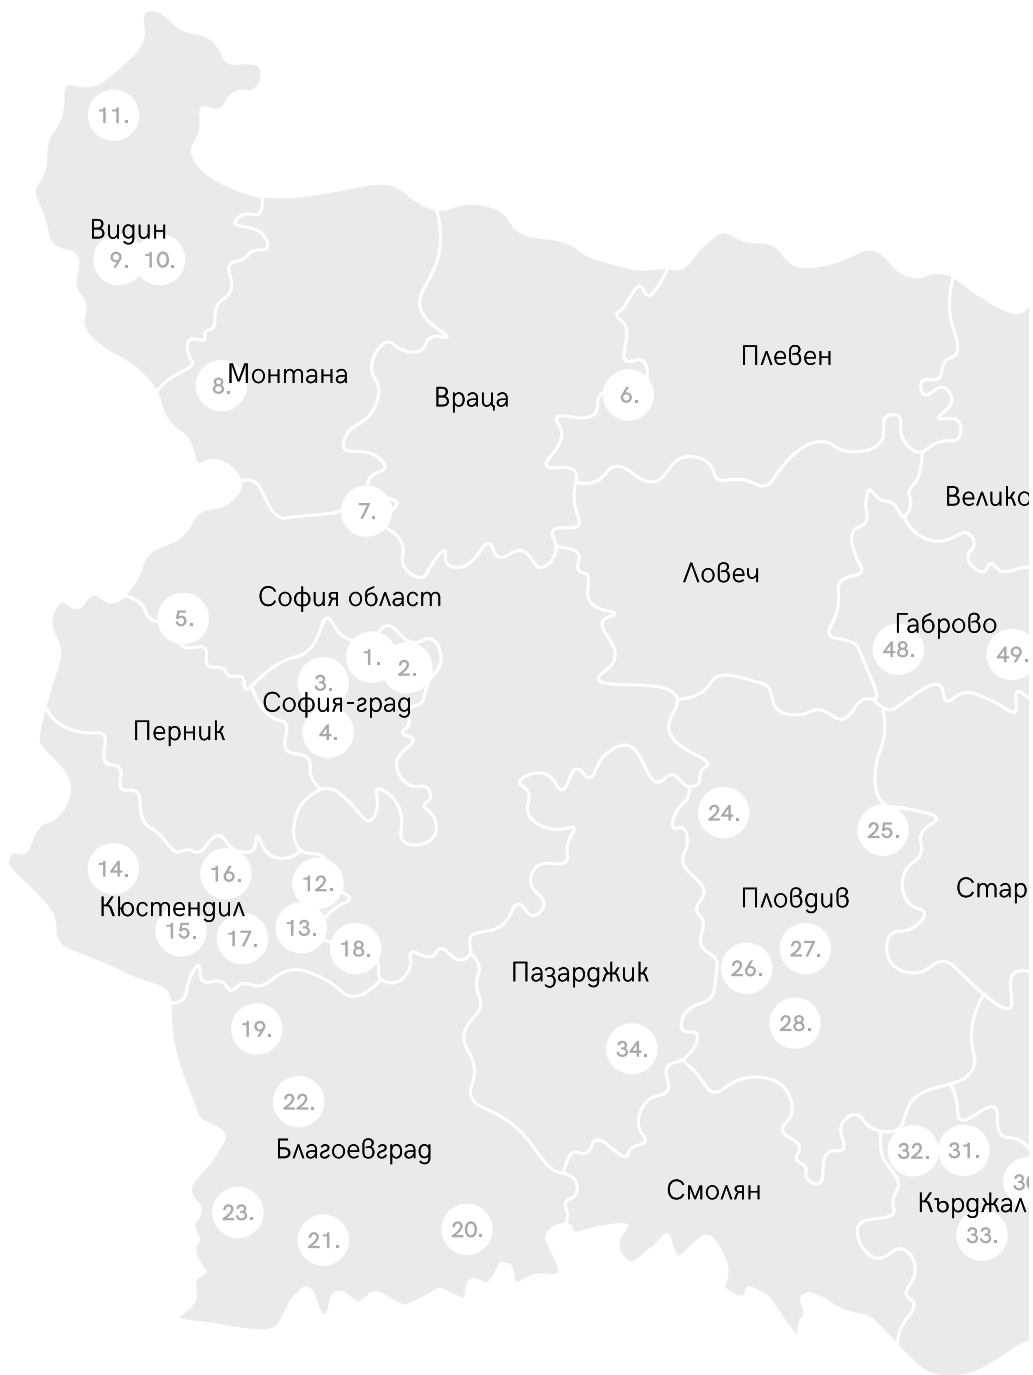 11.
Видин
9. 10.
8. Монтана
Плевен
Враца
6.
7.
Велико
Ловеч
София област
5.
Габрово
48.
49.
1.
2.
3.
София-град
4.
Перник
24.
25.
14.
16.
12.
Кюстендил
15.
17.
13.
18.
Пловдив
Стар
27.
26.
Пазарджик
28.
19.
34.
22.
Благоевград
32. 31.
30
Смолян
Кърджал
23.
21.
20.
33.